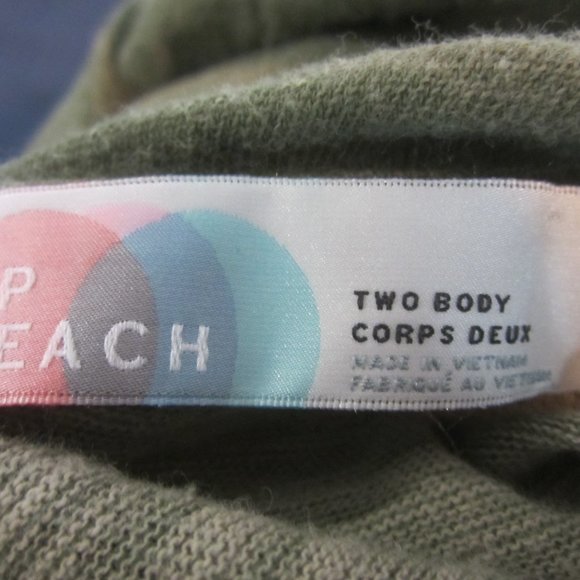 P
EACH
TWO BODY
CORPS DEUX
MADE IN VIETNAM
FABRIQUÉ AU VIETNAM